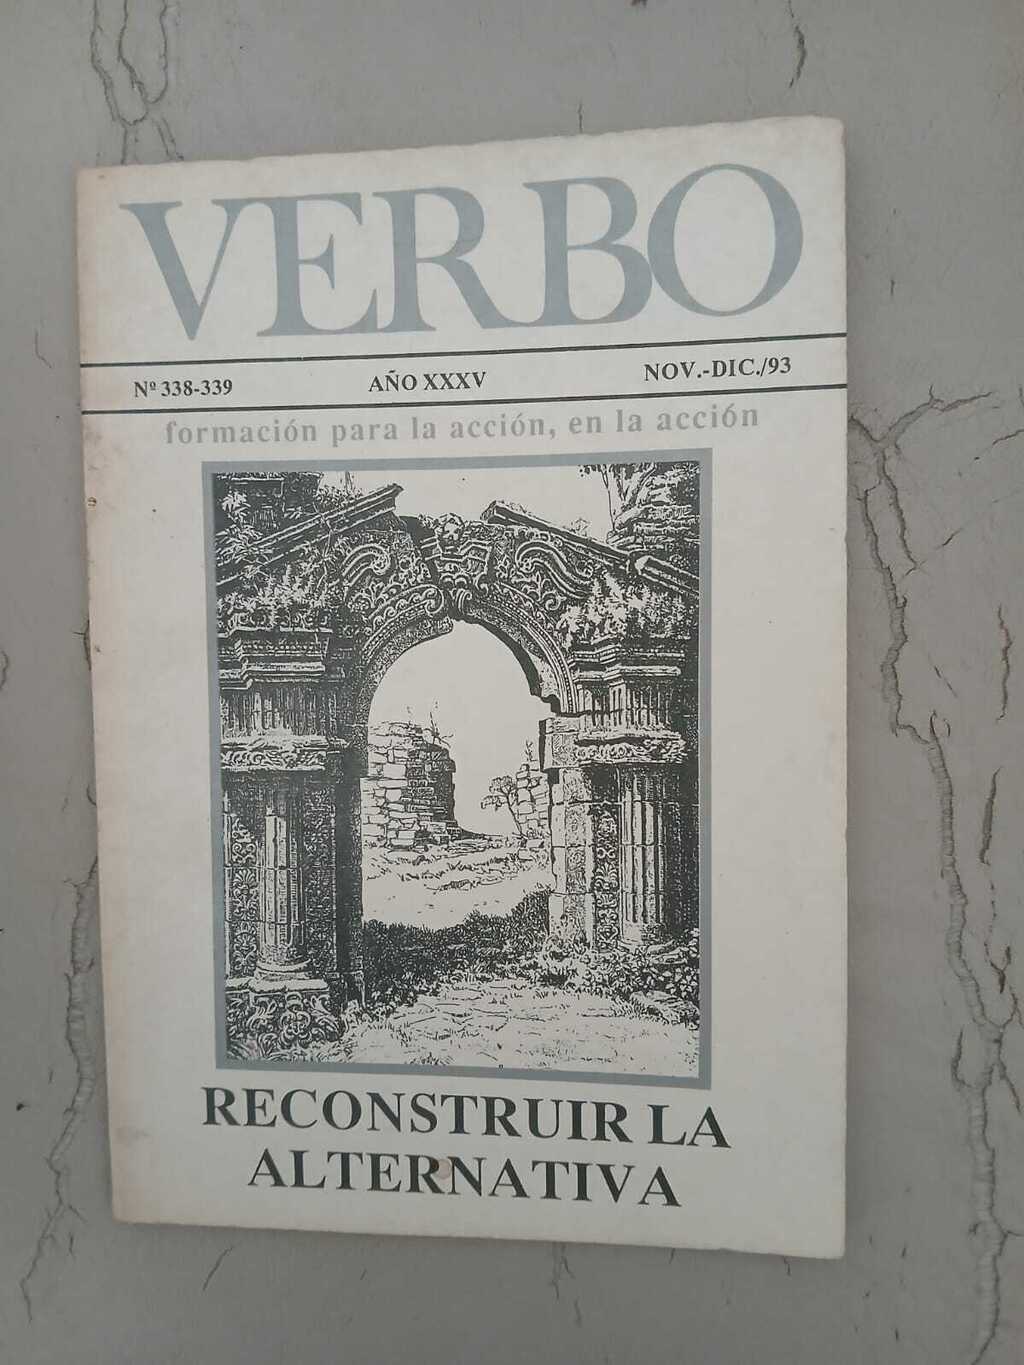 VERBO
Nº 338-339 AÑO XXXV NOV.-DIC./93
formación para la acción, en la acción
RECONSTRUIR LA
ALTERNATIVA